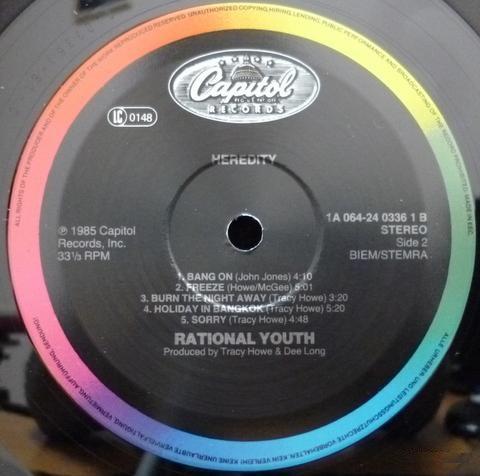 ALL RIGHTS OF THE PRODUCER AND OF THE OWNER OF THE WORK REPRODUCED RESERVED. UNAUTHORIZED COPYING, HIRING, LENDING, PUBLIC PERFORMANCE AND BROADCASTING OF THIS RECORD PROHIBITED. MADE IN EEC.
Capitol
RECORDS
LC 0148
HEREDITY
℗ 1985 Capitol
Records, Inc.
33⅓ RPM
1A 064-24 0336 1 B
STEREO
Side 2
BIEM/STEMRA
1. BANG ON (John Jones) 4:10
2. FREEZE (Howe/McGee) 5:01
3. BURN THE NIGHT AWAY (Tracy Howe) 3:20
4. HOLIDAY IN BANGKOK (Tracy Howe) 5:20
5. SORRY (Tracy Howe) 4:48
RATIONAL YOUTH
Produced by Tracy Howe & Dee Long
ALLE URHEBER- UND LEISTUNGSSCHUTZRECHTE VORBEHALTEN. KEIN VERLEIH! KEINE UNERLAUBTE VERVIELFÄLTIGUNG, VERMIETUNG, AUFFÜHRUNG, SENDUNG!